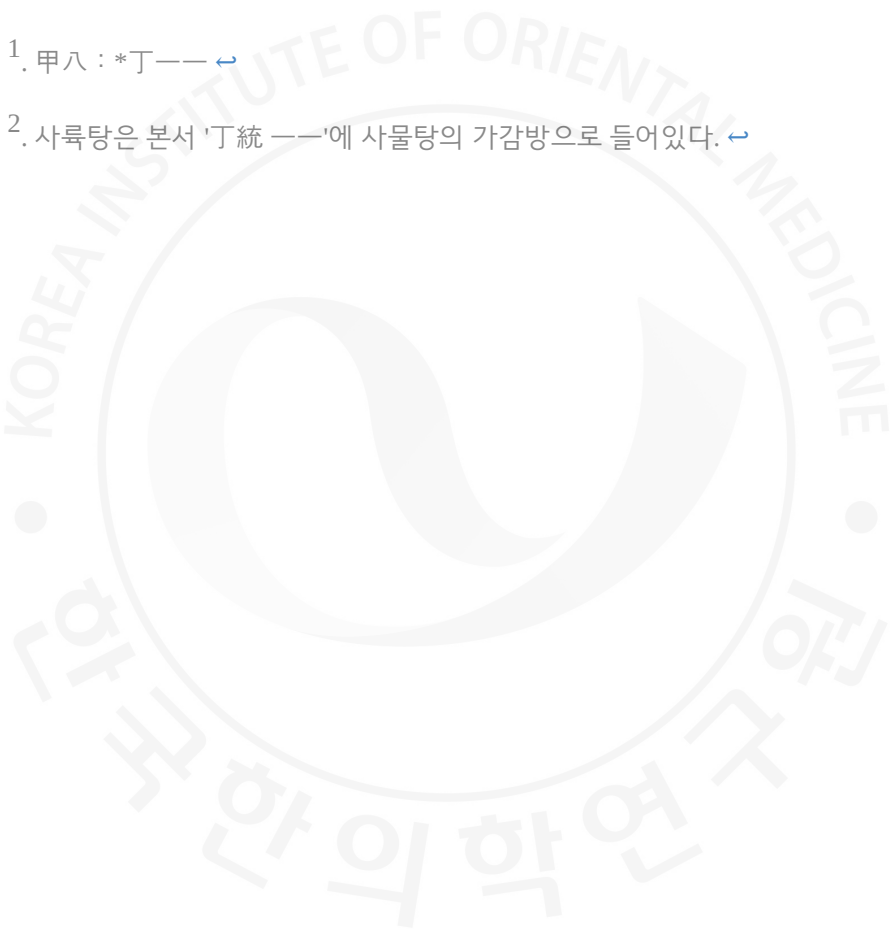 1. 甲八：*丁一一 ↩
2. 사륙탕은 본서 '丁統 一一'에 사물탕의 가감방으로 들어있다. ↩
KOREA INSTITUTE OF ORIENTAL MEDICINE
한국한의학연구원